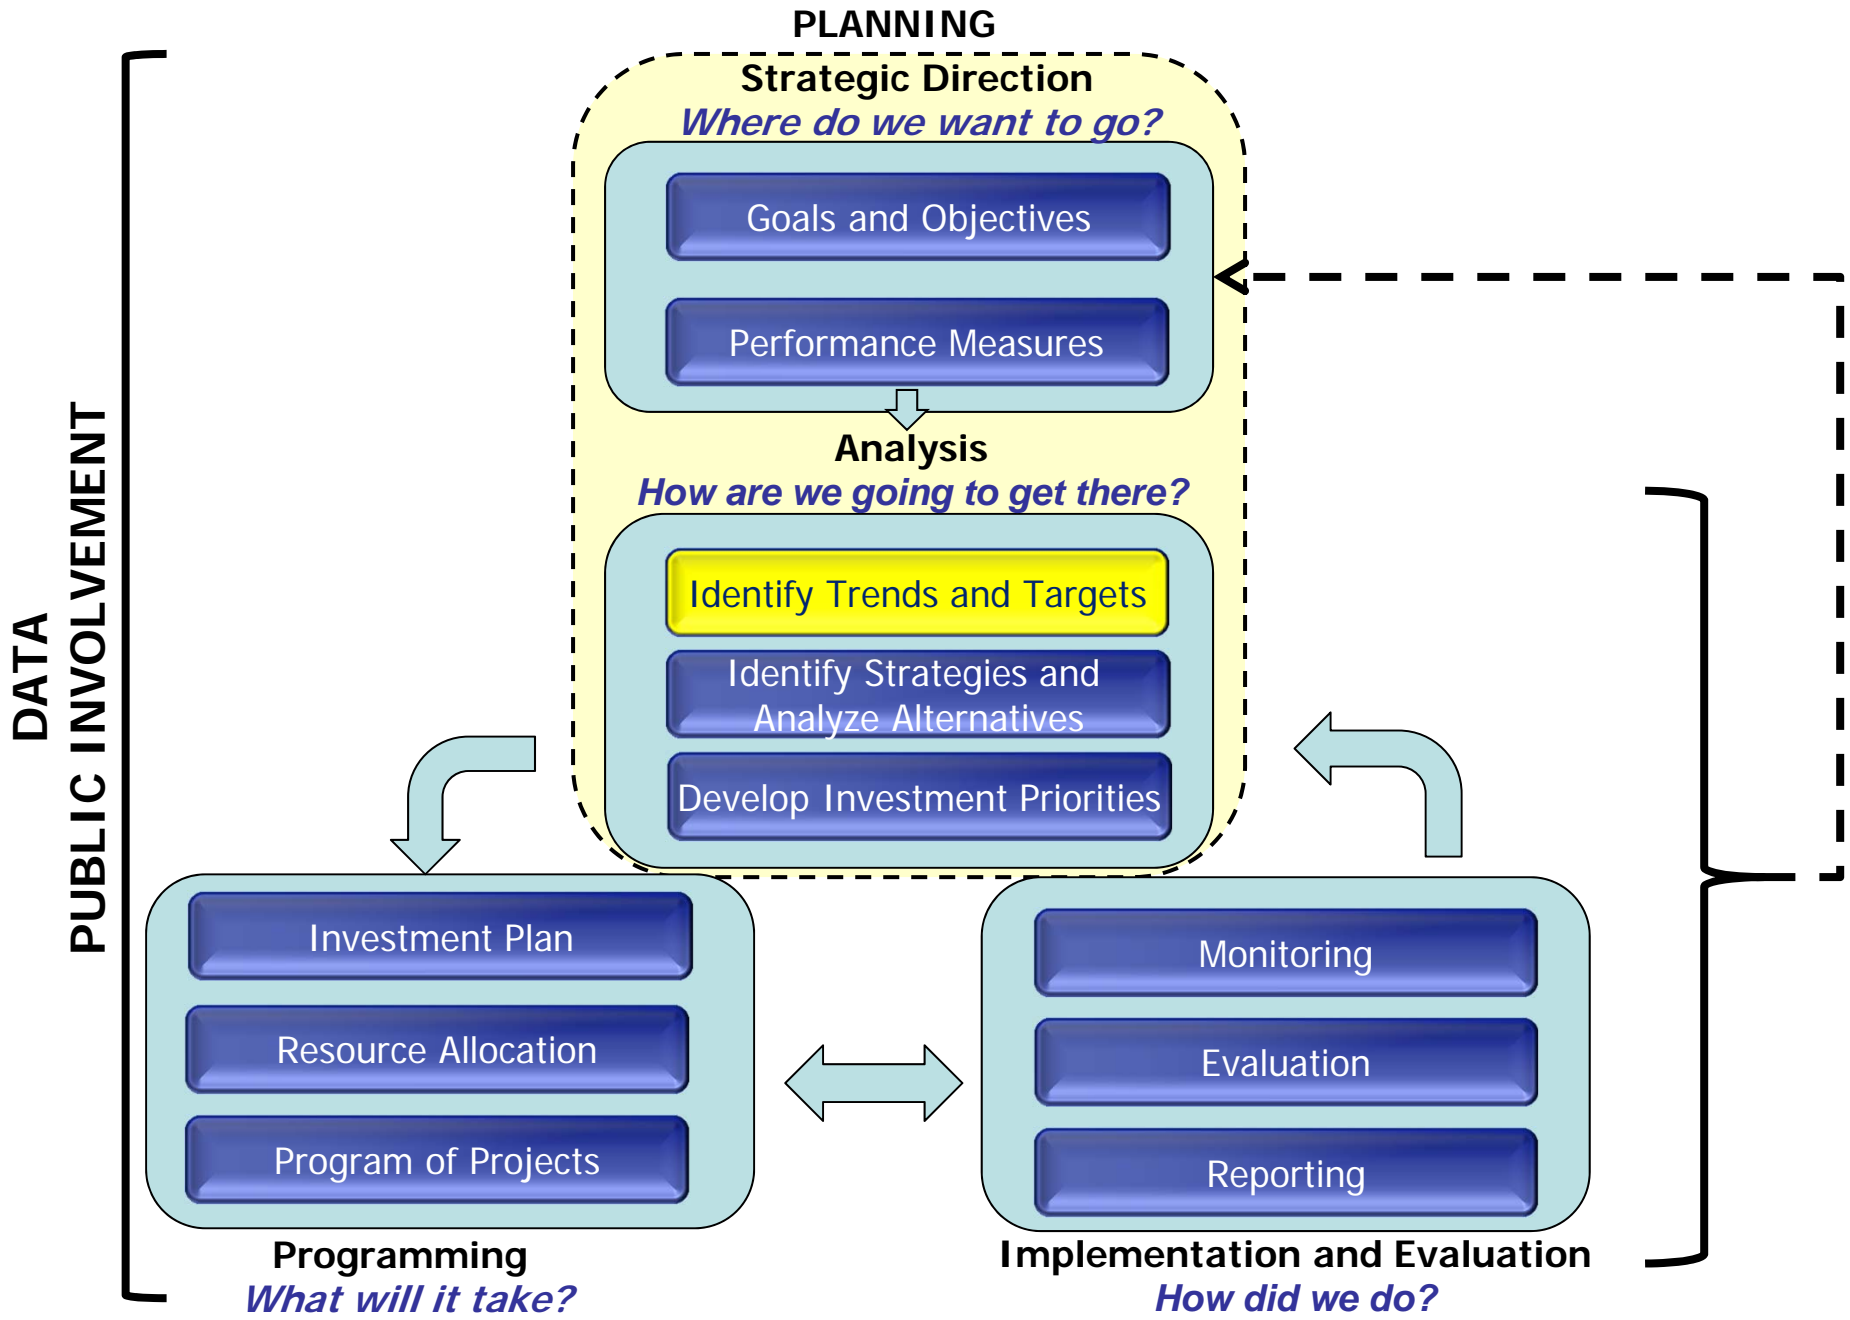 PLANNING
Strategic Direction
Where do we want to go?
Goals and Objectives
Performance Measures
Analysis
How are we going to get there?
Identify Trends and Targets
Identify Strategies and
Analyze Alternatives
Develop Investment Priorities
DATA
PUBLIC INVOLVEMENT
Investment Plan
Resource Allocation
Program of Projects
Programming
What will it take?
Monitoring
Evaluation
Reporting
Implementation and Evaluation
How did we do?